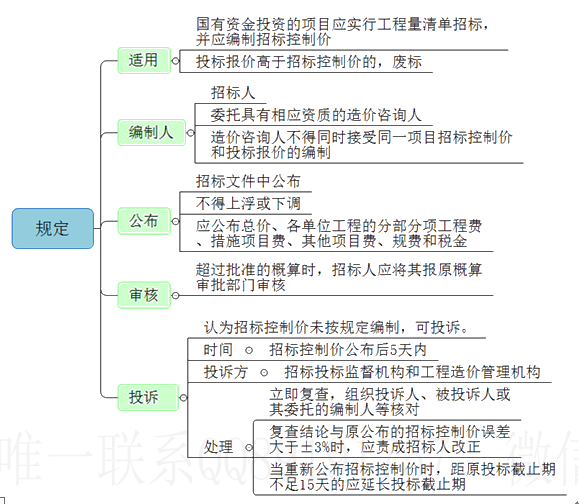 国有资金投资的项目应实行工程量清单招标，
并应编制招标控制价
适用
投标报价高于招标控制价的，废标
招标人
委托具有相应资质的造价咨询人
编制人
造价咨询人不得同时接受同一项目招标控制价
和投标报价的编制
招标文件中公布
不得上浮或下调
公布
应公布总价、各单位工程的分部分项工程费
、措施项目费、其他项目费、规费和税金
规定
超过批准的概算时，招标人应将其报原概算
审批部门审核
审核
认为招标控制价未按规定编制，可投诉。
时间 招标控制价公布后5天内
投诉方 招标投标监督机构和工程造价管理机构
投诉
立即复查，组织投诉人、被投诉人或
其委托的编制人等核对
处理
复查结论与原公布的招标控制价误差
大于±3%时，应责成招标人改正
当重新公布招标控制价时，距原投标截止期
不足15天的应延长投标截止期
唯一联系QQ
微信